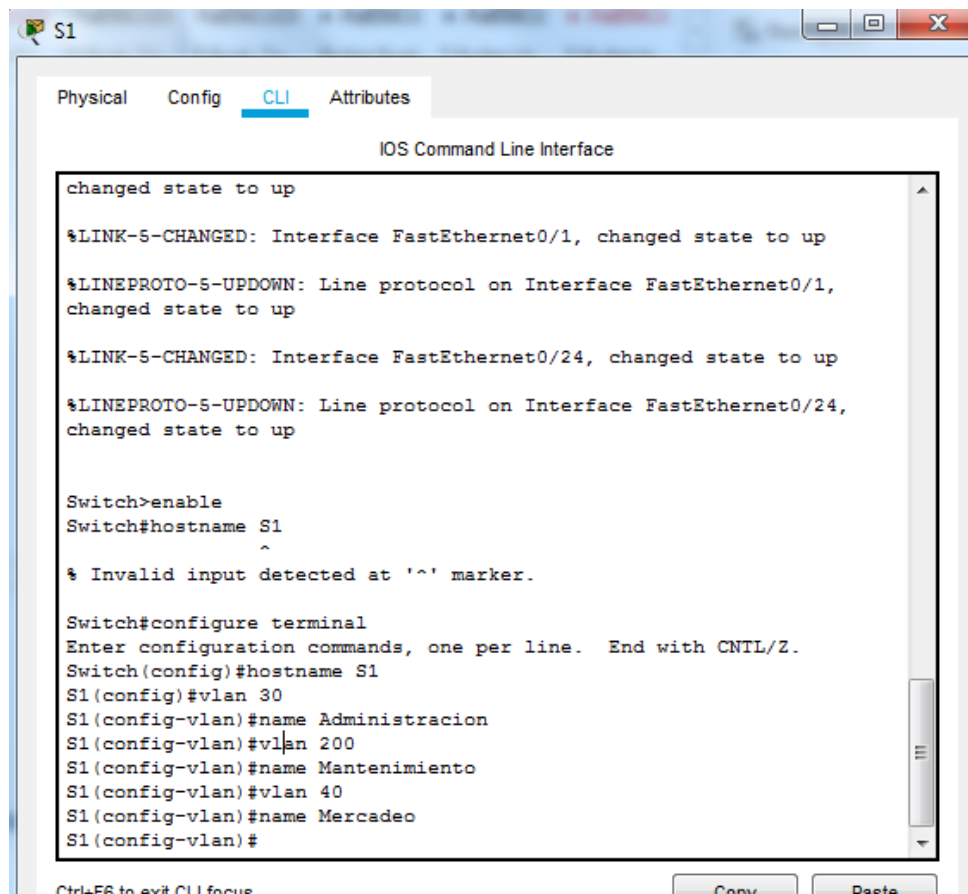 S1
Physical Config CLI Attributes
IOS Command Line Interface
changed state to up
%LINK-5-CHANGED: Interface FastEthernet0/1, changed state to up
%LINEPROTO-5-UPDOWN: Line protocol on Interface FastEthernet0/1,
changed state to up
%LINK-5-CHANGED: Interface FastEthernet0/24, changed state to up
%LINEPROTO-5-UPDOWN: Line protocol on Interface FastEthernet0/24,
changed state to up
Switch>enable
Switch#hostname S1
^
% Invalid input detected at '^' marker.
Switch#configure terminal
Enter configuration commands, one per line. End with CNTL/Z.
Switch(config)#hostname S1
S1(config)#vlan 30
S1(config-vlan)#name Administracion
S1(config-vlan)#vlan 200
S1(config-vlan)#name Mantenimiento
S1(config-vlan)#vlan 40
S1(config-vlan)#name Mercadeo
S1(config-vlan)#
Ctrl+F6 to exit CLI focus
Copy Paste